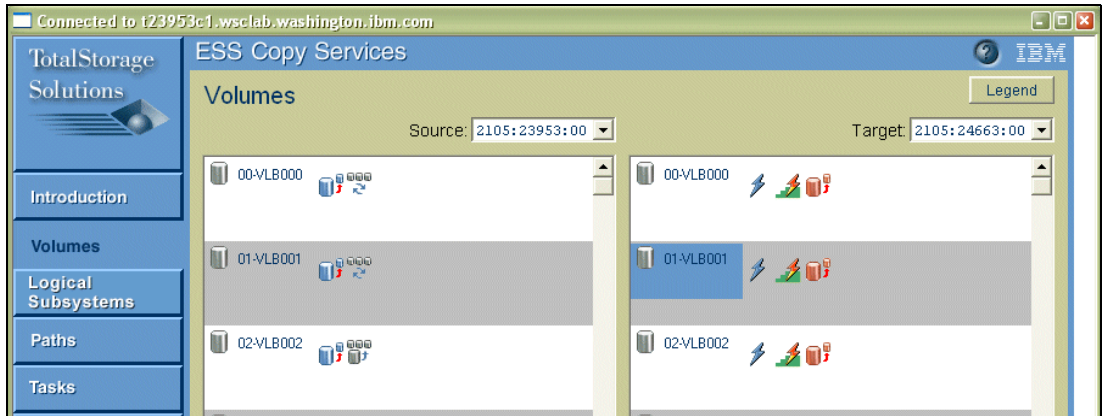 Connected to t23953c1.wsclab.washington.ibm.com
TotalStorage
Solutions
ESS Copy Services
? IBM
Volumes
Legend
Source: 2105:23953:00
Target: 2105:24663:00
Introduction
Volumes
Logical
Subsystems
Paths
Tasks
00-VLB000
00-VLB000
01-VLB001
01-VLB001
02-VLB002
02-VLB002